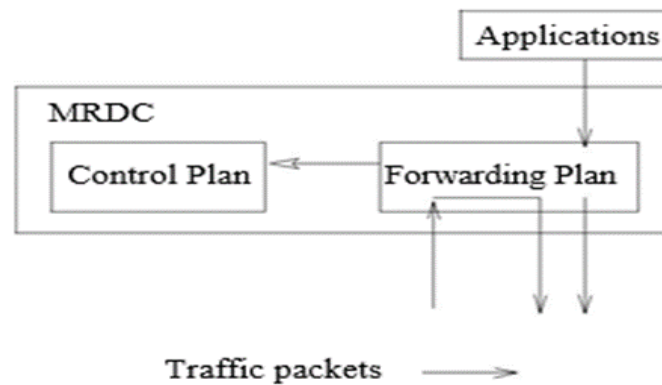 Applications
MRDC
Control Plan
Forwarding Plan
Traffic packets